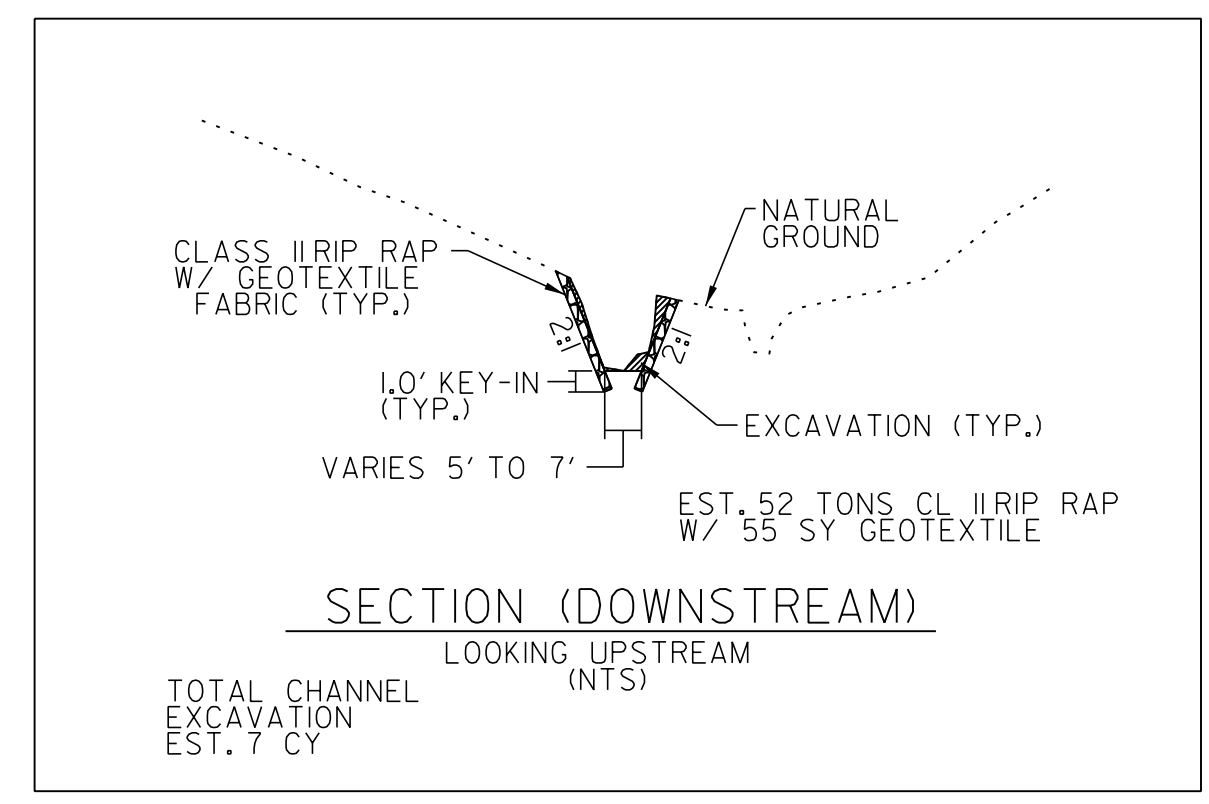 NATURAL
GROUND
CLASS II RIP RAP
W/ GEOTEXTILE
FABRIC (TYP.)
2:1
2:1
1.0' KEY-IN
(TYP.)
EXCAVATION (TYP.)
VARIES 5' TO 7'
EST. 52 TONS CL II RIP RAP
W/ 55 SY GEOTEXTILE
SECTION (DOWNSTREAM)
LOOKING UPSTREAM
(NTS)
TOTAL CHANNEL
EXCAVATION
EST. 7 CY